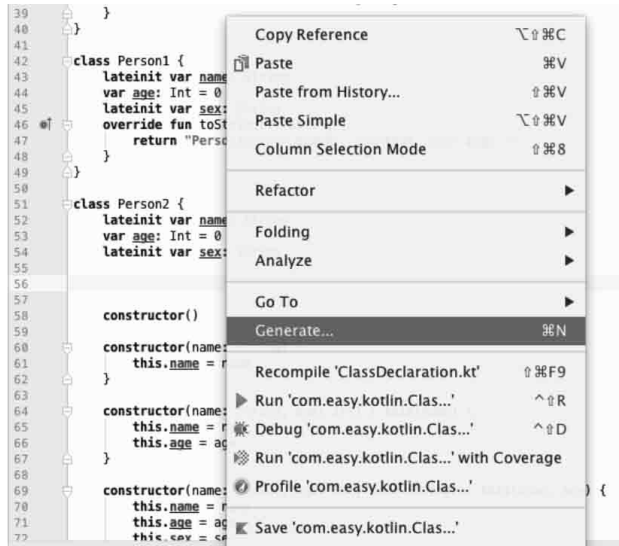 39 }
40 }
41
42 class Person1 {
43 lateinit var name
44 var age: Int = 0
45 lateinit var sex:
46 override fun toSt
47 return "Perso
48 }
49 }
50
51 class Person2 {
52 lateinit var name
53 var age: Int = 0
54 lateinit var sex:
55
56
57
58 constructor()
59
60 constructor(name:
61 this.name = n
62 }
63
64 constructor(name:
65 this.name = n
66 this.age = ag
67 }
68
69 constructor(name: ) {
70 this.name = n
71 this.age = ag
72 this.sex = se
Copy Reference ⌥⇧⌘C
Paste ⌘V
Paste from History... ⇧⌘V
Paste Simple ⌥⇧⌘V
Column Selection Mode ⇧⌘8
Refactor
Folding
Analyze
Go To
Generate... ⌘N
Recompile 'ClassDeclaration.kt' ⇧⌘F9
Run 'com.easy.kotlin.Clas...' ^⇧R
Debug 'com.easy.kotlin.Clas...' ^⇧D
Run 'com.easy.kotlin.Clas...' with Coverage
Profile 'com.easy.kotlin.Clas...'
Save 'com.easy.kotlin.Clas...'